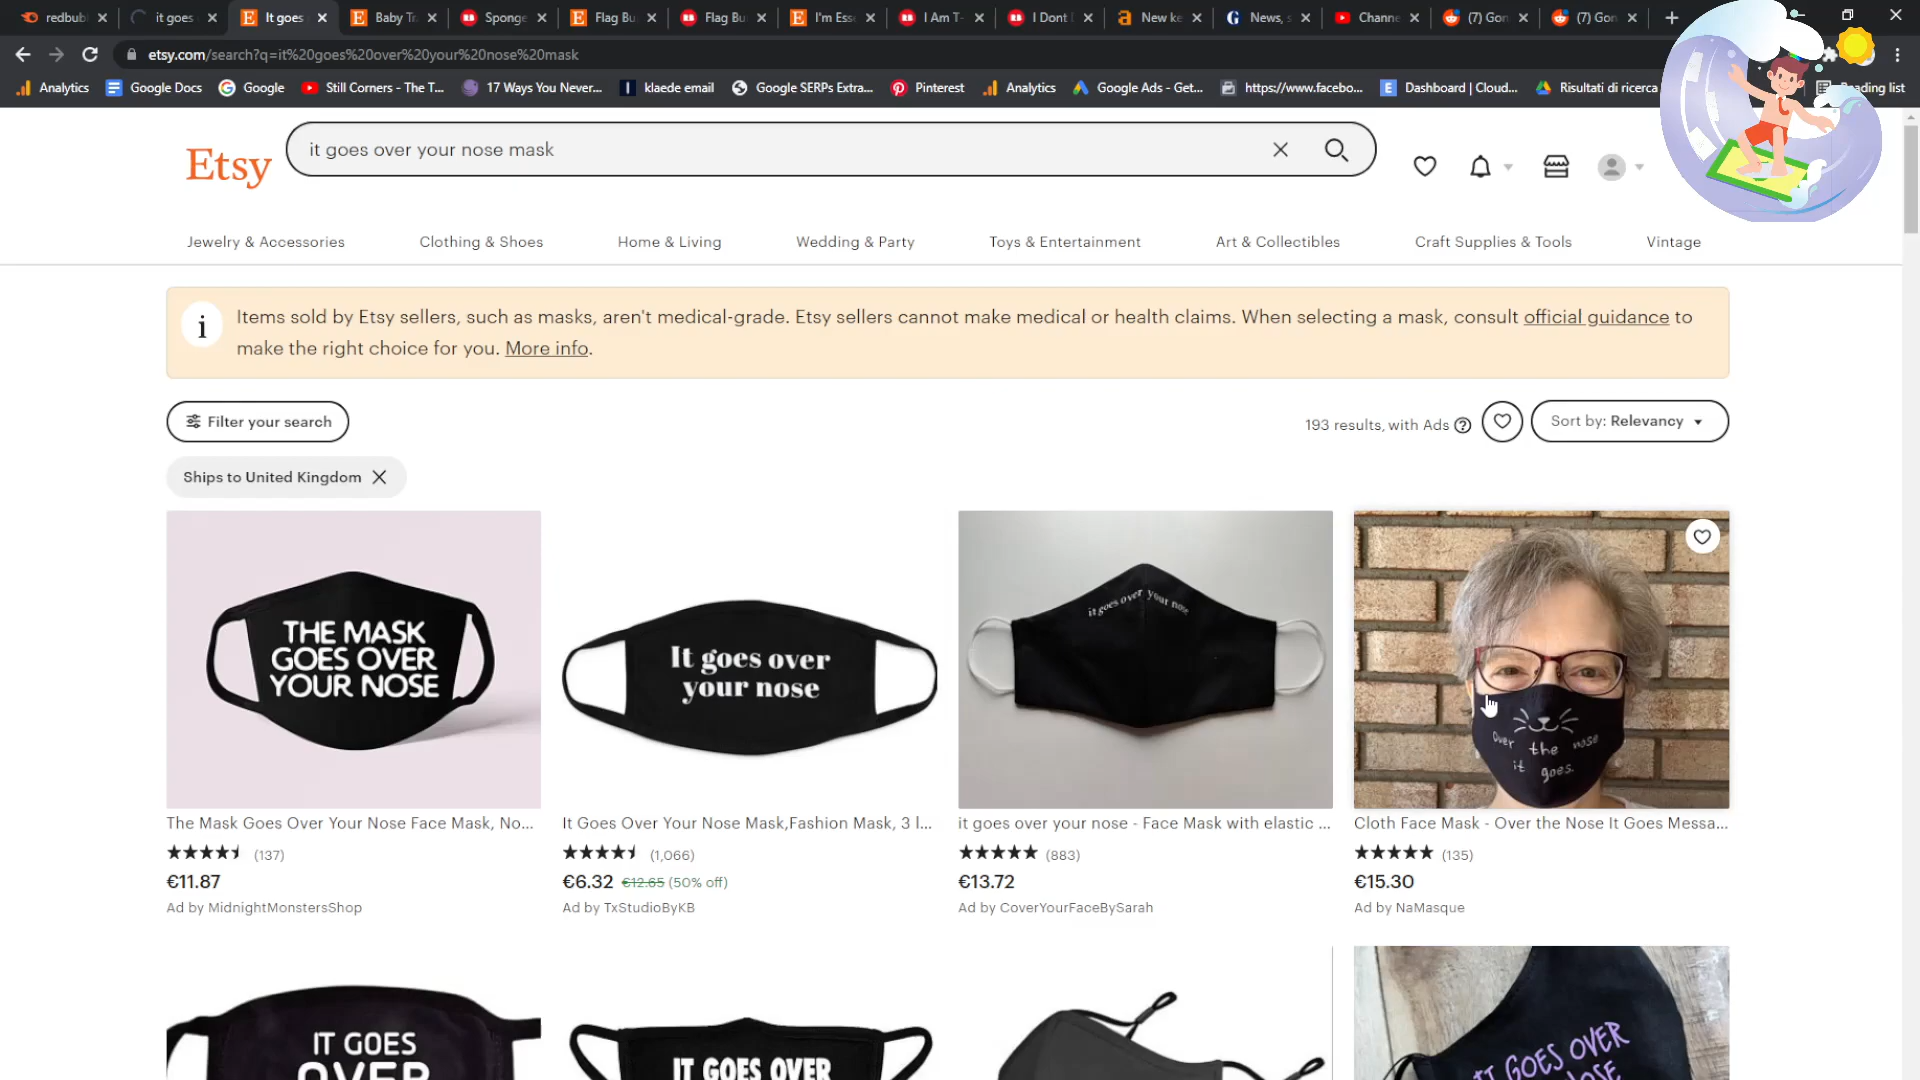 redbubl
it goes
It goes
Baby Tr
Sponge
Flag Bu
Flag Bu
I'm Ess
I Am T-
I Dont
New ke
News, s
Chann
(7) Gon
(7) Gon
etsy.com/search?q=it%20goes%20over%20your%20nose%20mask
Analytics
Google Docs
Google
Still Corners - The T...
17 Ways You Never...
klaede email
Google SERPs Extra...
Pinterest
Analytics
Google Ads - Get...
https://www.facebo...
Dashboard | Cloud...
Risultati di ricerca
ading list
Etsy
it goes over your nose mask
Jewelry & Accessories
Clothing & Shoes
Home & Living
Wedding & Party
Toys & Entertainment
Art & Collectibles
Craft Supplies & Tools
Vintage
Items sold by Etsy sellers, such as masks, aren't medical-grade. Etsy sellers cannot make medical or health claims. When selecting a mask, consult official guidance to
make the right choice for you. More info.
Filter your search
193 results, with Ads
Sort by: Relevancy
Ships to United Kingdom
THE MASK
GOES OVER
YOUR NOSE
It goes over
your nose
it goes over your nose
over the nose
it goes.
The Mask Goes Over Your Nose Face Mask, No...
(137)
€11.87
Ad by MidnightMonstersShop
It Goes Over Your Nose Mask,Fashion Mask, 3 l...
(1,066)
€6.32 €12.65 (50% off)
Ad by TxStudioByKB
it goes over your nose - Face Mask with elastic ...
(883)
€13.72
Ad by CoverYourFaceBySarah
Cloth Face Mask - Over the Nose It Goes Messa...
(135)
€15.30
Ad by NaMasque
IT GOES
OVER
IT GOES OVER
IT GOES OVER